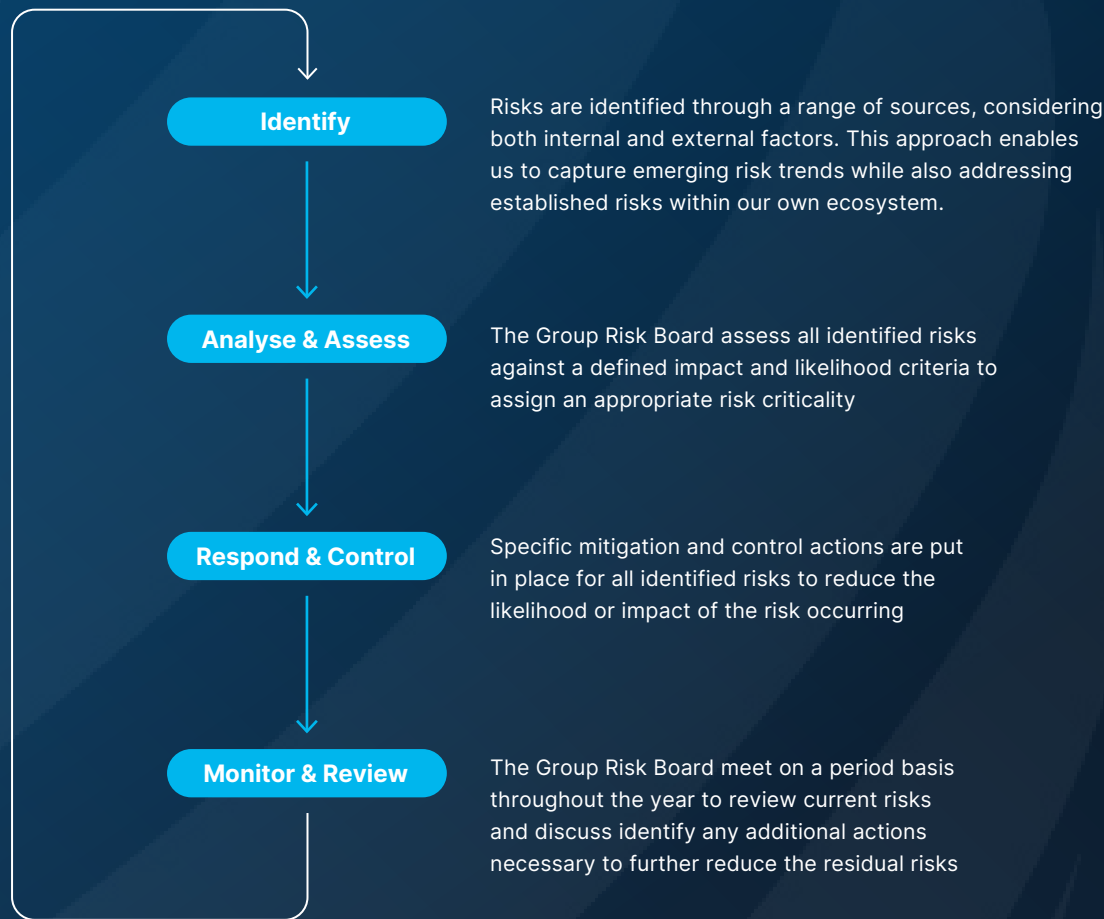 Identify
Risks are identified through a range of sources, considering
both internal and external factors. This approach enables
us to capture emerging risk trends while also addressing
established risks within our own ecosystem.
Analyse & Assess
The Group Risk Board assess all identified risks
against a defined impact and likelihood criteria to
assign an appropriate risk criticality
Respond & Control
Specific mitigation and control actions are put
in place for all identified risks to reduce the
likelihood or impact of the risk occurring
Monitor & Review
The Group Risk Board meet on a period basis
throughout the year to review current risks
and discuss identify any additional actions
necessary to further reduce the residual risks